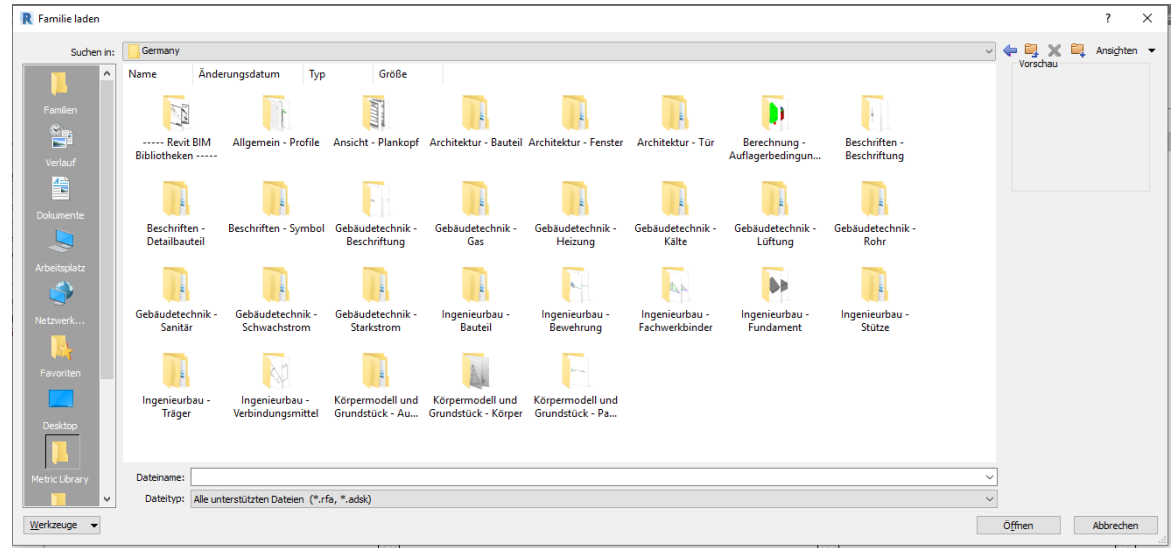 Familie laden
Suchen in: Germany
Ansichten
Vorschau
Name Änderungsdatum Typ Größe
Familien
Verlauf
Dokumente
Arbeitsplatz
Netzwerk...
Favoriten
Desktop
Metric Library
----- Revit BIM
Bibliotheken -----
Allgemein - Profile
Ansicht - Plankopf
Architektur - Bauteil
Architektur - Fenster
Architektur - Tür
Berechnung -
Auflagerbedingun...
Beschriften -
Beschriftung
Beschriften -
Detailbauteil
Beschriften - Symbol
Gebäudetechnik -
Beschriftung
Gebäudetechnik -
Gas
Gebäudetechnik -
Heizung
Gebäudetechnik -
Kälte
Gebäudetechnik -
Lüftung
Gebäudetechnik -
Rohr
Gebäudetechnik -
Sanitär
Gebäudetechnik -
Schwachstrom
Gebäudetechnik -
Starkstrom
Ingenieurbau -
Bauteil
Ingenieurbau -
Bewehrung
Ingenieurbau -
Fachwerkbinder
Ingenieurbau -
Fundament
Ingenieurbau -
Stütze
Ingenieurbau -
Träger
Ingenieurbau -
Verbindungsmittel
Körpermodell und
Grundstück - Au...
Körpermodell und
Grundstück - Körper
Körpermodell und
Grundstück - Pa...
Dateiname:
Dateityp: Alle unterstützten Dateien (*.rfa, *.adsk)
Werkzeuge
Öffnen
Abbrechen